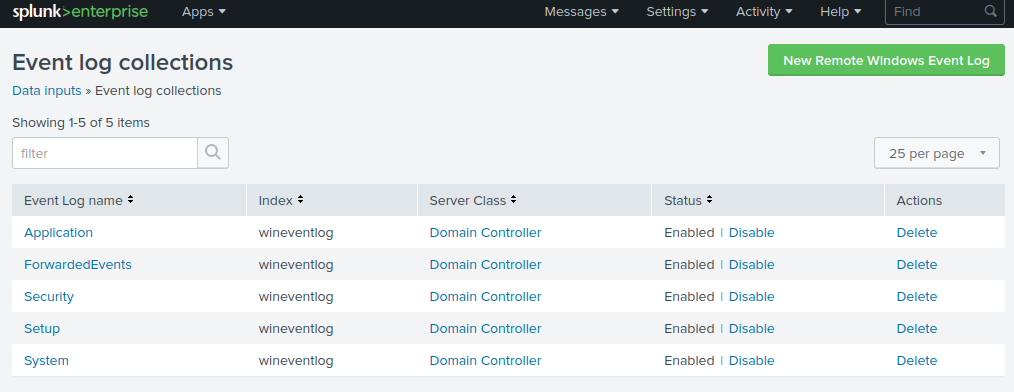 splunk>enterprise Apps Messages Settings Activity Help Find
Event log collections
New Remote Windows Event Log
Data inputs » Event log collections
Showing 1-5 of 5 items
filter
25 per page
Event Log name Index Server Class Status Actions
Application wineventlog Domain Controller Enabled | Disable Delete
ForwardedEvents wineventlog Domain Controller Enabled | Disable Delete
Security wineventlog Domain Controller Enabled | Disable Delete
Setup wineventlog Domain Controller Enabled | Disable Delete
System wineventlog Domain Controller Enabled | Disable Delete